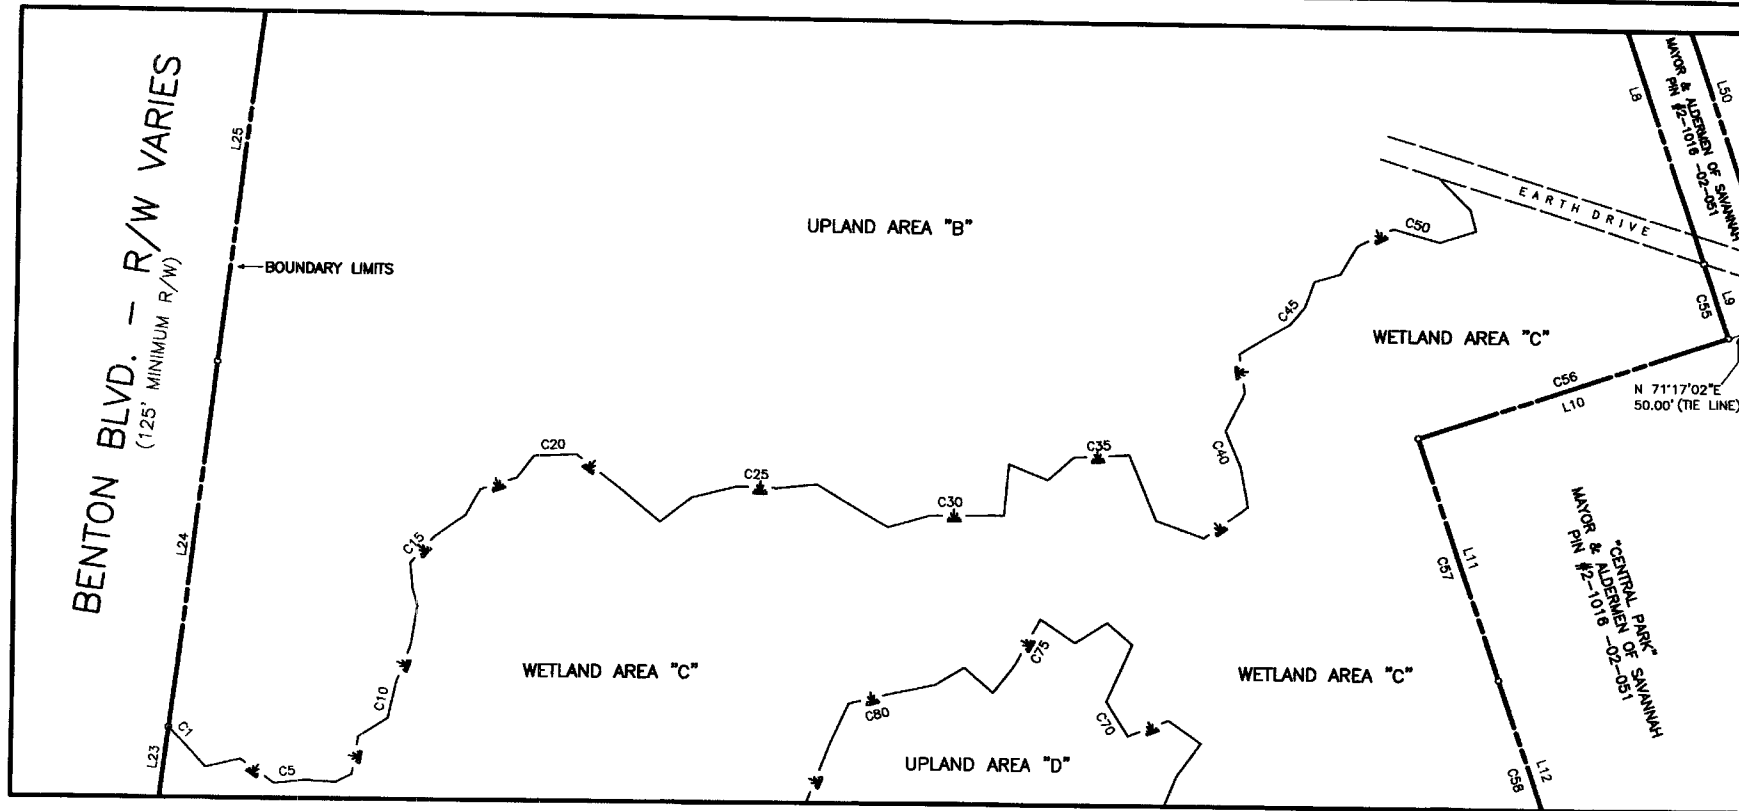 BENTON BLVD. - R/W VARIES
(125' MINIMUM R/W)
L25
L24
L23
BOUNDARY LIMITS
UPLAND AREA "B"
C1
C5
C10
C15
C20
C25
C30
C35
C40
C45
C50
WETLAND AREA "C"
WETLAND AREA "C"
WETLAND AREA "C"
UPLAND AREA "D"
C80
C75
C70
EARTH DRIVE
L8
MAYOR & ALDERMEN OF SAVANNAH
PIN #2-1016 -02-051
L50
C55
L9
C56
L10
N 71°17'02"E
50.00' (TIE LINE)
L11
C57
"CENTRAL PARK"
MAYOR & ALDERMEN OF SAVANNAH
PIN #2-1016 -02-051
L12
C58